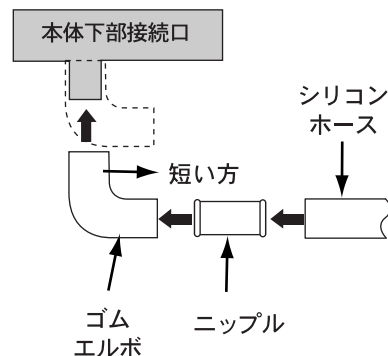 本体下部接続口
シリコン
ホース
短い方
ゴム
エルボ
ニップル